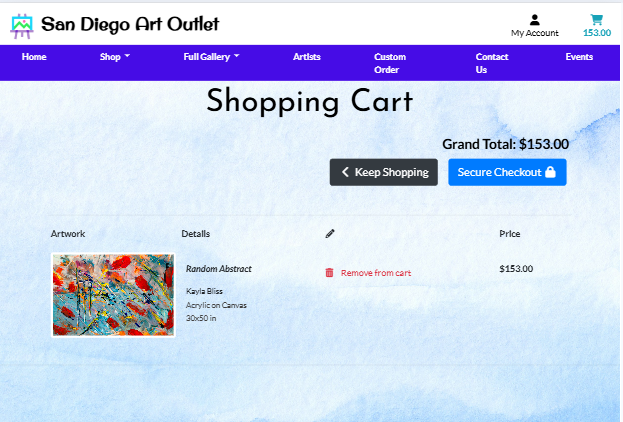 San Diego Art Outlet
My Account
153.00
Home
Shop
Full Gallery
Artists
Custom
Order
Contact
Us
Events
Shopping Cart
Grand Total: $153.00
Keep Shopping
Secure Checkout
Artwork
Details
Price
Random Abstract
Kayla Bliss
Acrylic on Canvas
30x50 in
Remove from cart
$153.00